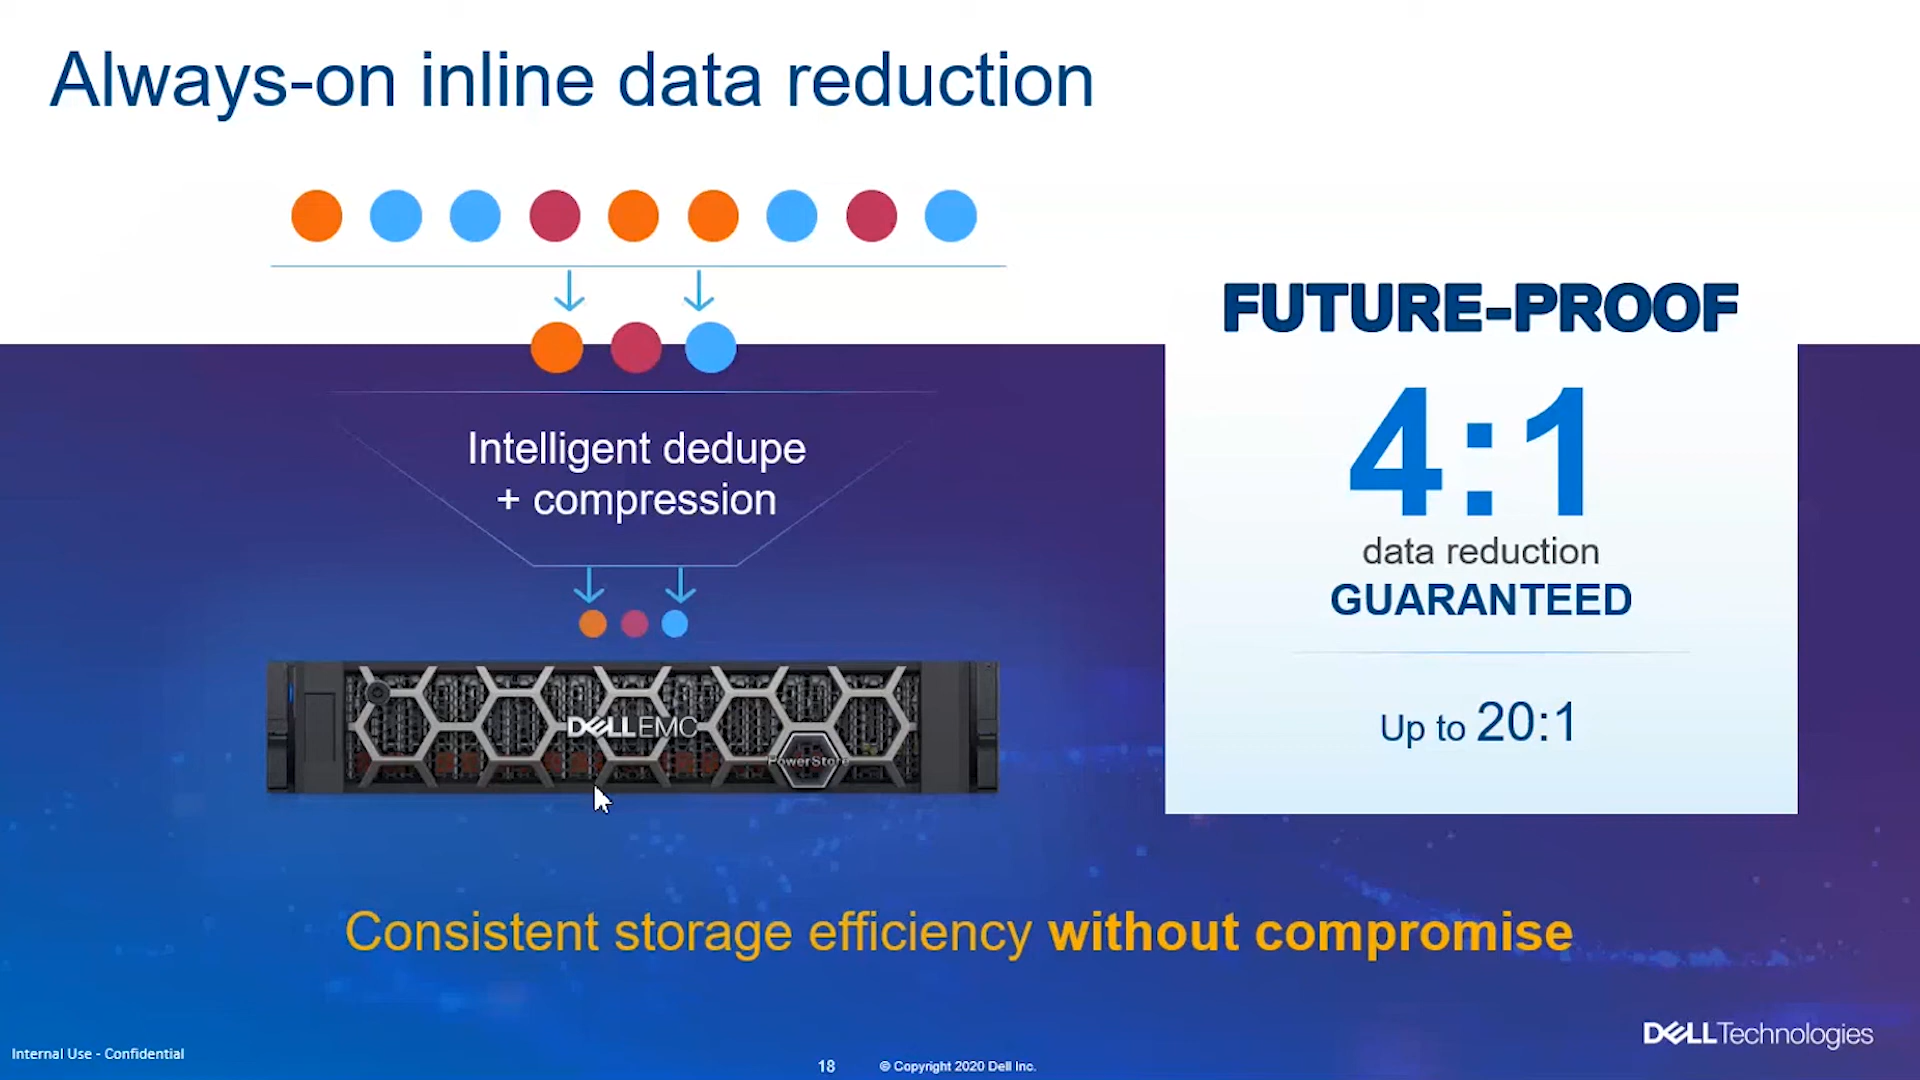 Always-on inline data reduction
FUTURE-PROOF
4:1
data reduction
GUARANTEED
Up to 20:1
Intelligent dedupe
+ compression
DELLEMC
PowerStore
Consistent storage efficiency without compromise
DELLTechnologies
Internal Use - Confidential
18
© Copyright 2020 Dell Inc.